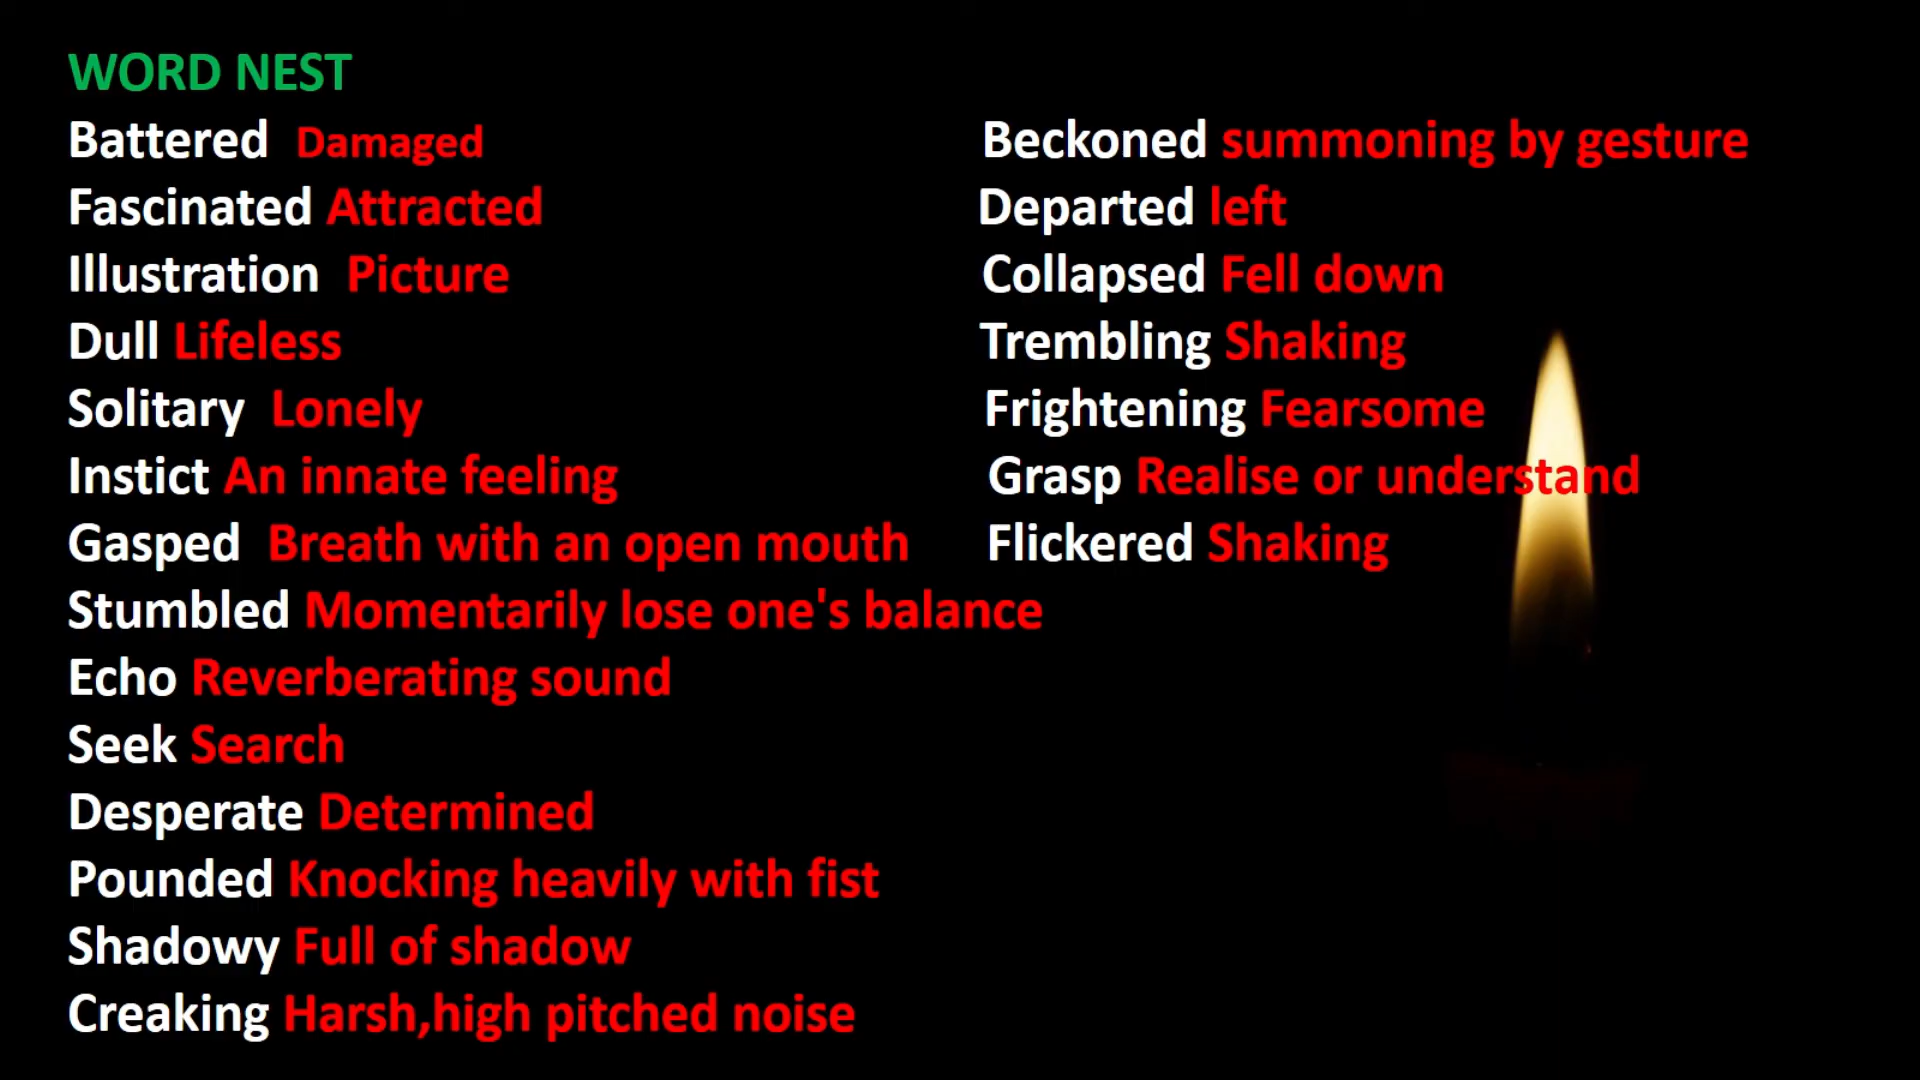 WORD NEST
Battered Damaged
Fascinated Attracted
Illustration Picture
Dull Lifeless
Solitary Lonely
Instict An innate feeling
Gasped Breath with an open mouth
Stumbled Momentarily lose one's balance
Echo Reverberating sound
Seek Search
Desperate Determined
Pounded Knocking heavily with fist
Shadowy Full of shadow
Creaking Harsh,high pitched noise
Beckoned summoning by gesture
Departed left
Collapsed Fell down
Trembling Shaking
Frightening Fearsome
Grasp Realise or understand
Flickered Shaking